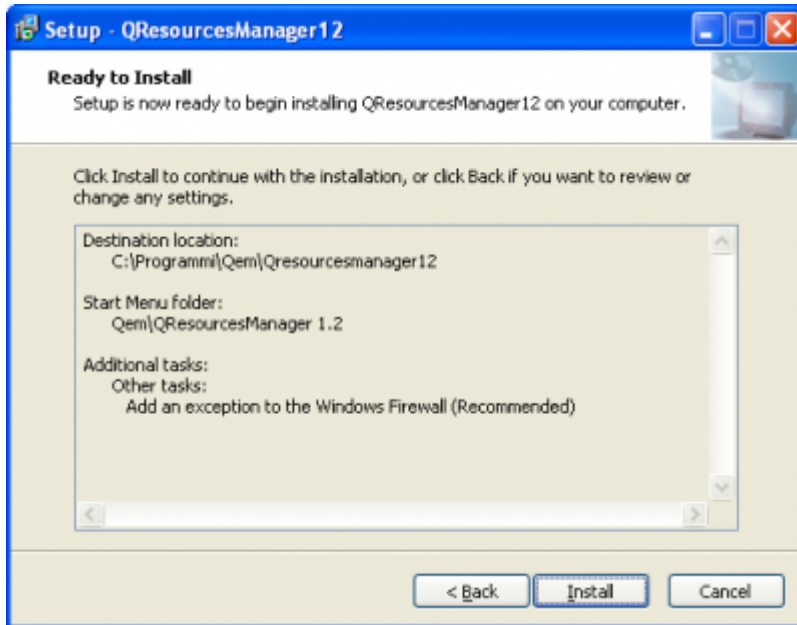 Setup - QResourcesManager12
Ready to Install
Setup is now ready to begin installing QResourcesManager12 on your computer.
Click Install to continue with the installation, or click Back if you want to review or
change any settings.
Destination location:
C:\Programmi\Qem\Qresourcesmanager12
Start Menu folder:
Qem\QResourcesManager 1.2
Additional tasks:
Other tasks:
Add an exception to the Windows Firewall (Recommended)
< Back
Install
Cancel